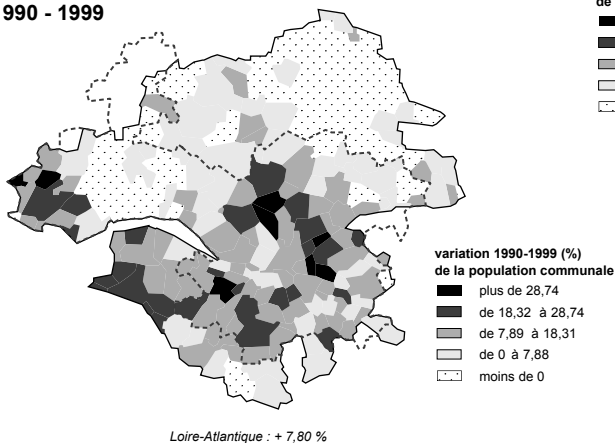 990 - 1999
de
variation 1990-1999 (%)
de la population communale
plus de 28,74
de 18,32 à 28,74
de 7,89 à 18,31
de 0 à 7,88
moins de 0
Loire-Atlantique : + 7,80 %